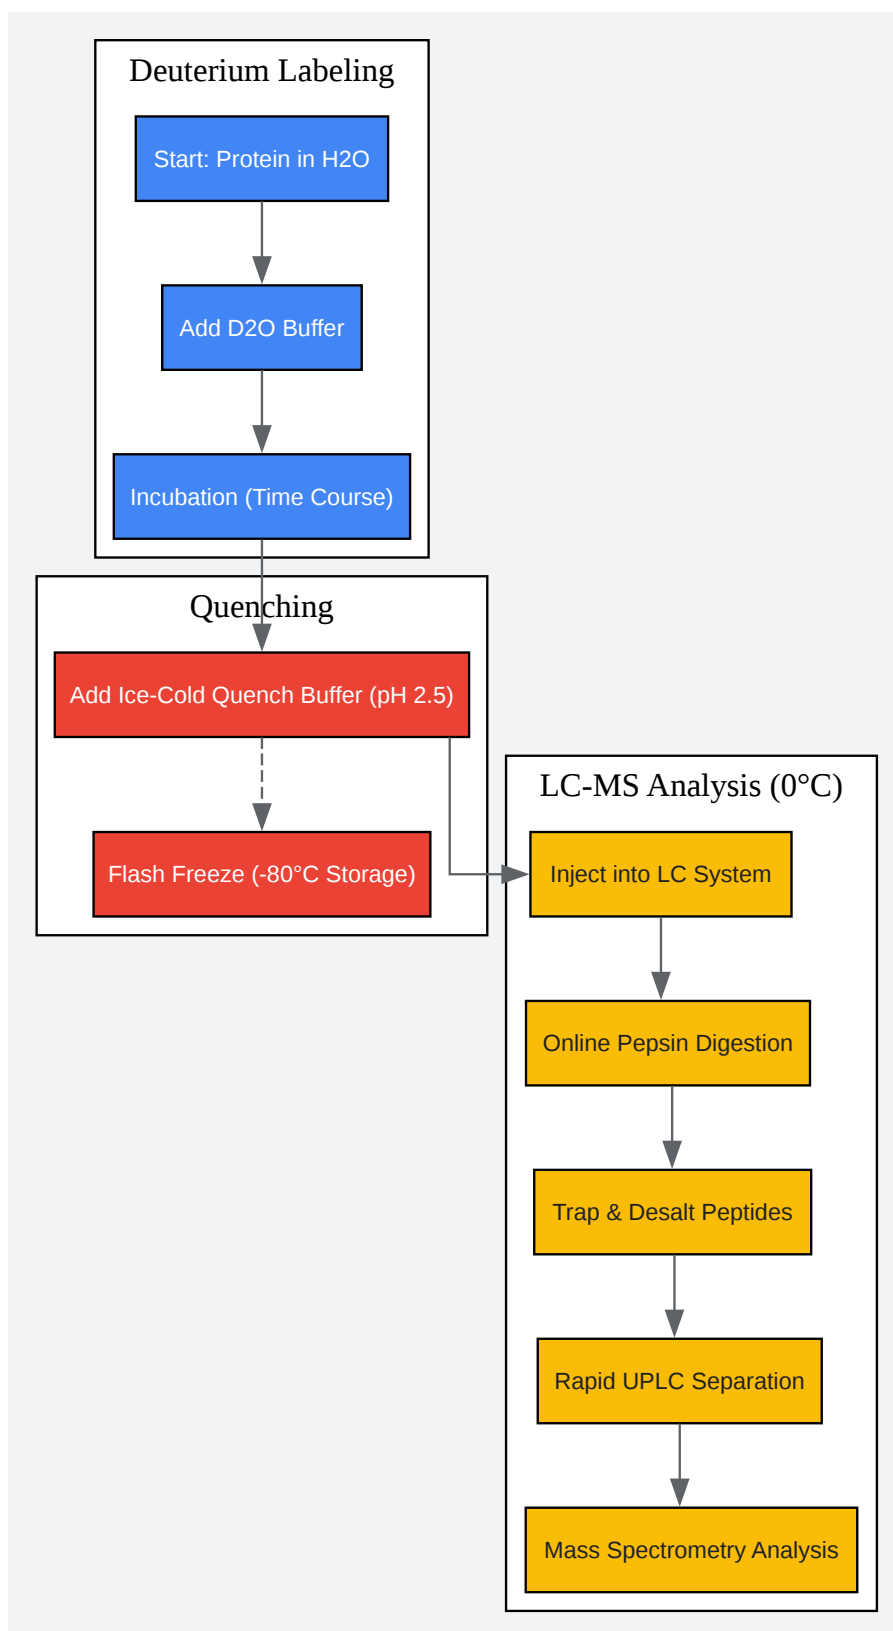 Deuterium Labeling
Start: Protein in H2O
Add D2O Buffer
Incubation (Time Course)
Quenching
Add Ice-Cold Quench Buffer (pH 2.5)
Flash Freeze (-80°C Storage)
LC-MS Analysis (0°C)
Inject into LC System
Online Pepsin Digestion
Trap & Desalt Peptides
Rapid UPLC Separation
Mass Spectrometry Analysis